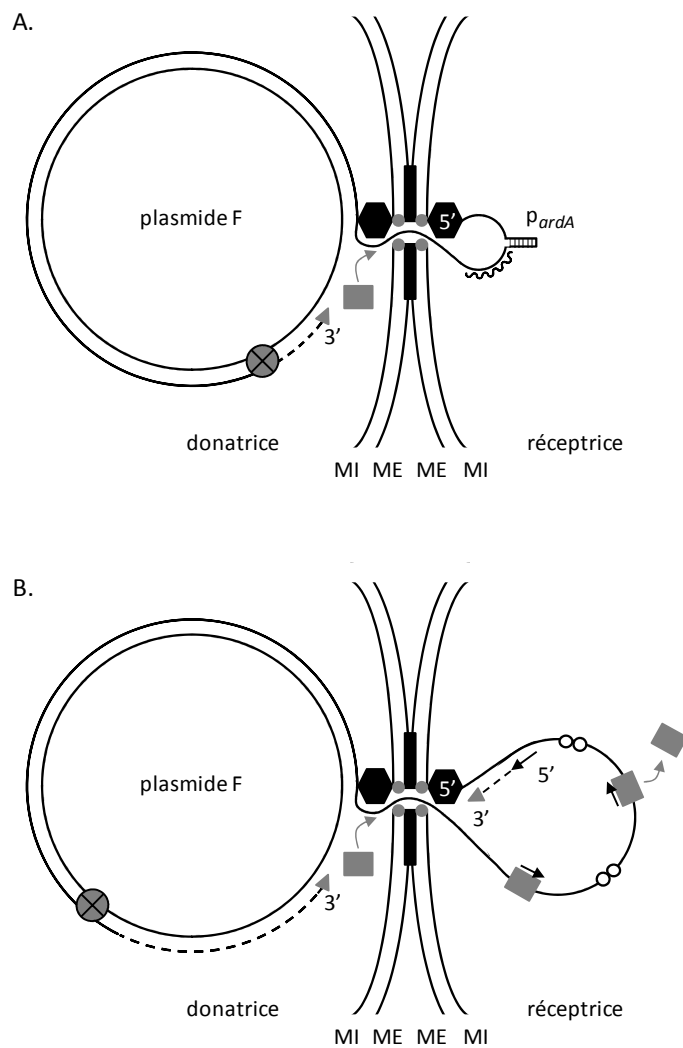 A.
plasmide F
5'
pardA
3'
donatrice
réceptrice
MI ME ME MI
B.
plasmide F
5'
5'
3'
3'
donatrice
réceptrice
MI ME ME MI